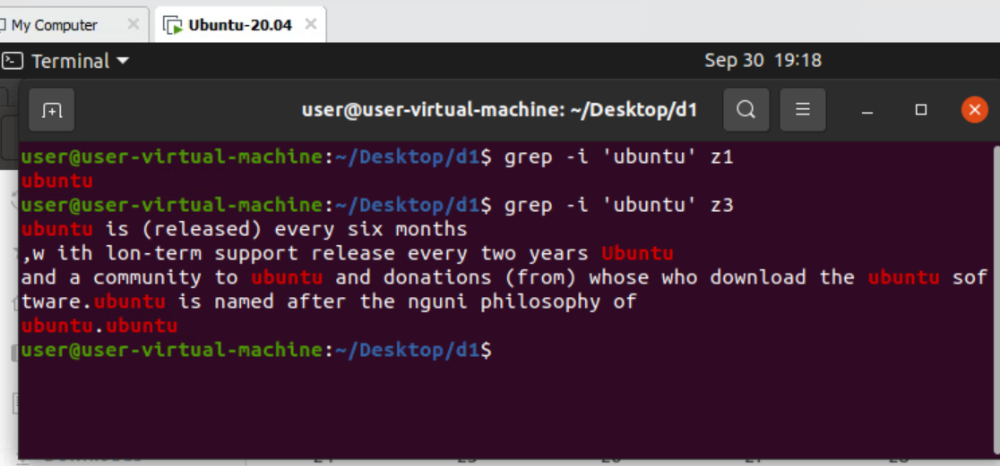 My Computer
Ubuntu-20.04
Terminal
Sep 30 19:18
user@user-virtual-machine: ~/Desktop/d1
user@user-virtual-machine:~/Desktop/d1$ grep -i 'ubuntu' z1
ubuntu
user@user-virtual-machine:~/Desktop/d1$ grep -i 'ubuntu' z3
ubuntu is (released) every six months
,w ith lon-term support release every two years Ubuntu
and a community to ubuntu and donations (from) whose who download the ubuntu sof
tware.ubuntu is named after the nguni philosophy of
ubuntu.ubuntu
user@user-virtual-machine:~/Desktop/d1$